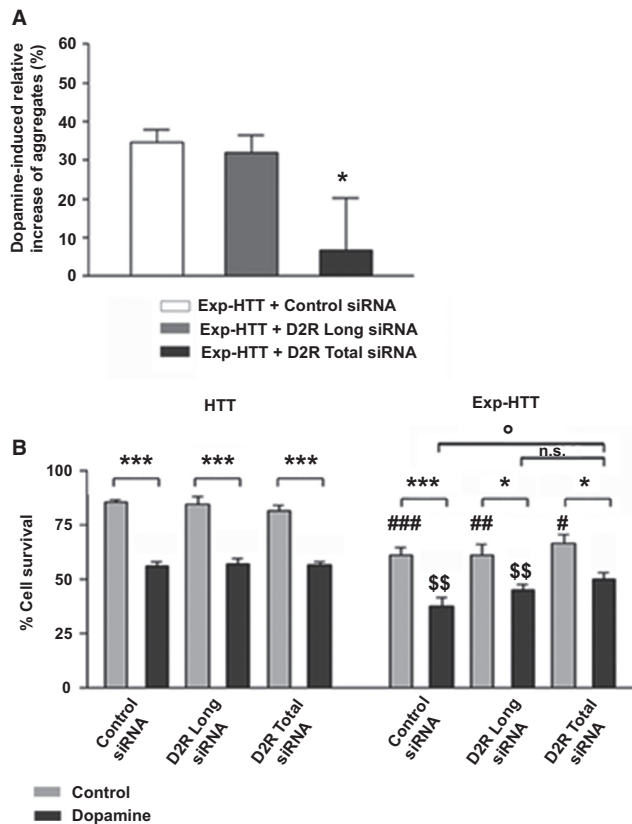 A
Dopamine-induced relative
increase of aggregates (%)
60
50
40
30
20
10
0
*
Exp-HTT + Control siRNA
Exp-HTT + D2R Long siRNA
Exp-HTT + D2R Total siRNA
HTT
Exp-HTT
B
% Cell survival
100
75
50
25
0
*** *** ***
°
n.s.
*** * *
### ## #
$$ $$
Control siRNA
D2R Long siRNA
D2R Total siRNA
Control siRNA
D2R Long siRNA
D2R Total siRNA
Control
Dopamine